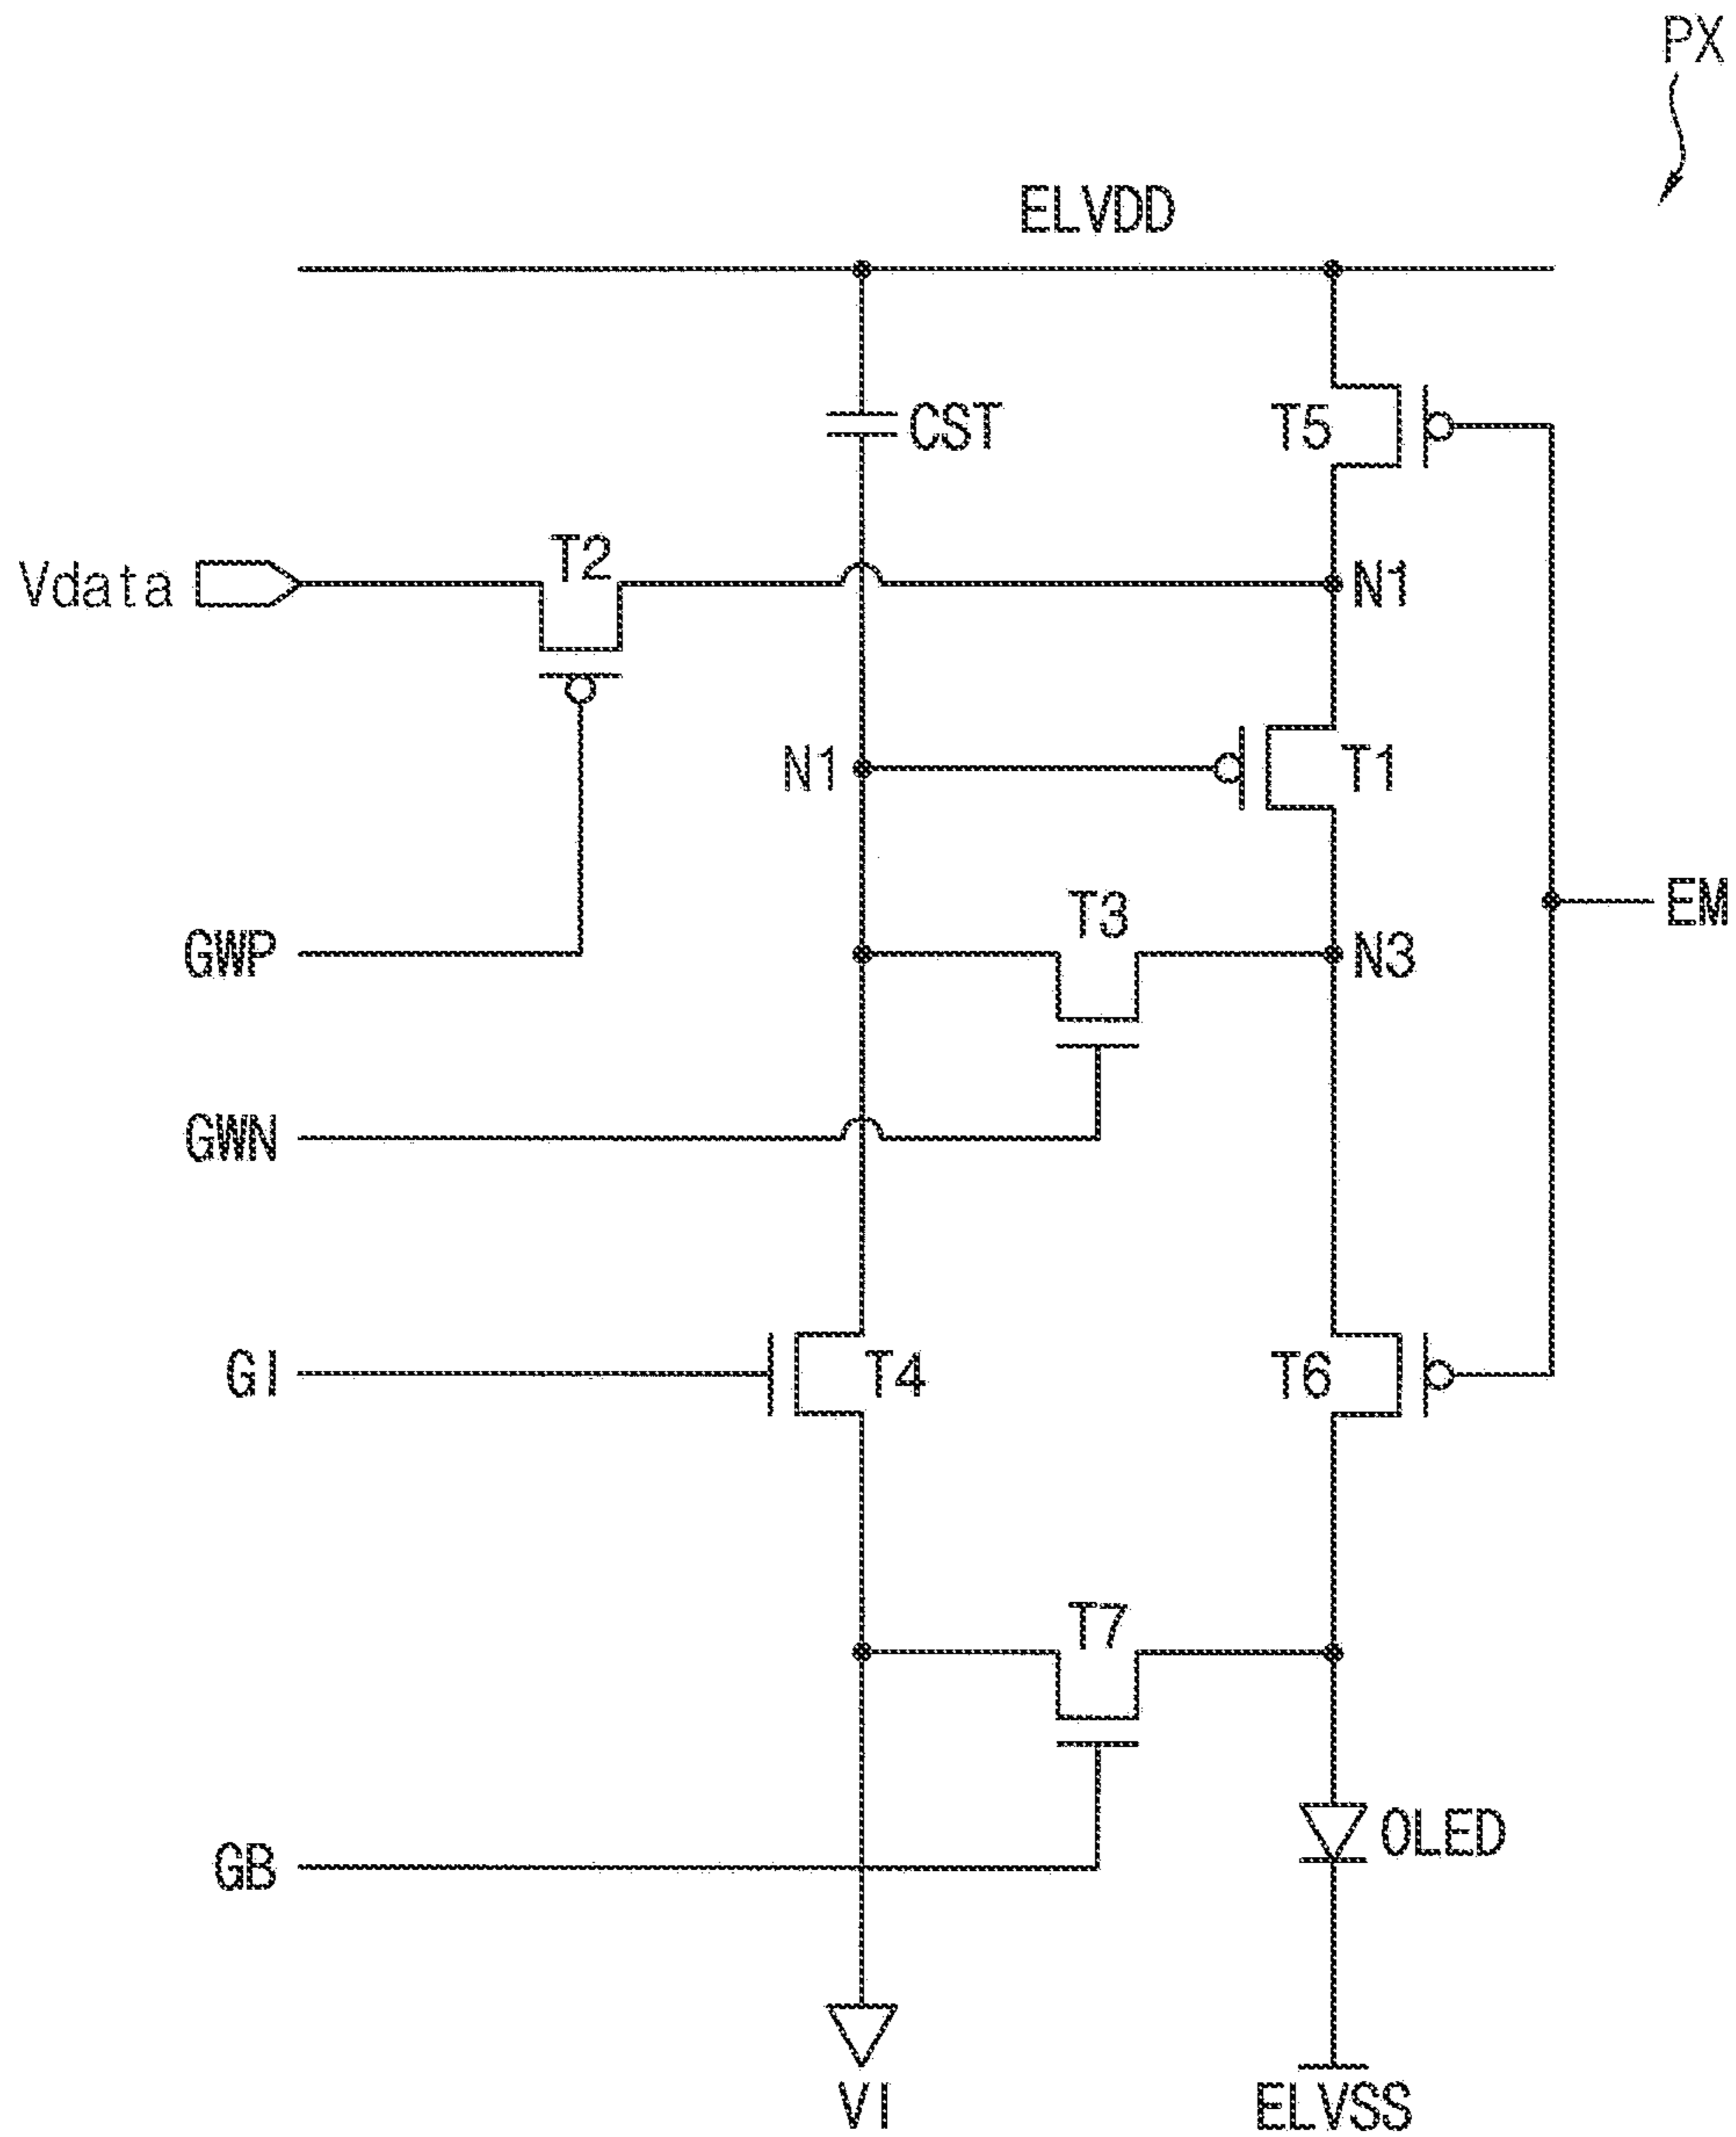 PX
ELVDD
CST
T5
Vdata
T2
N1
N1
T1
T3
EM
GWP
N3
GWN
GI
T4
T6
T7
OLED
GB
VI
ELVSS